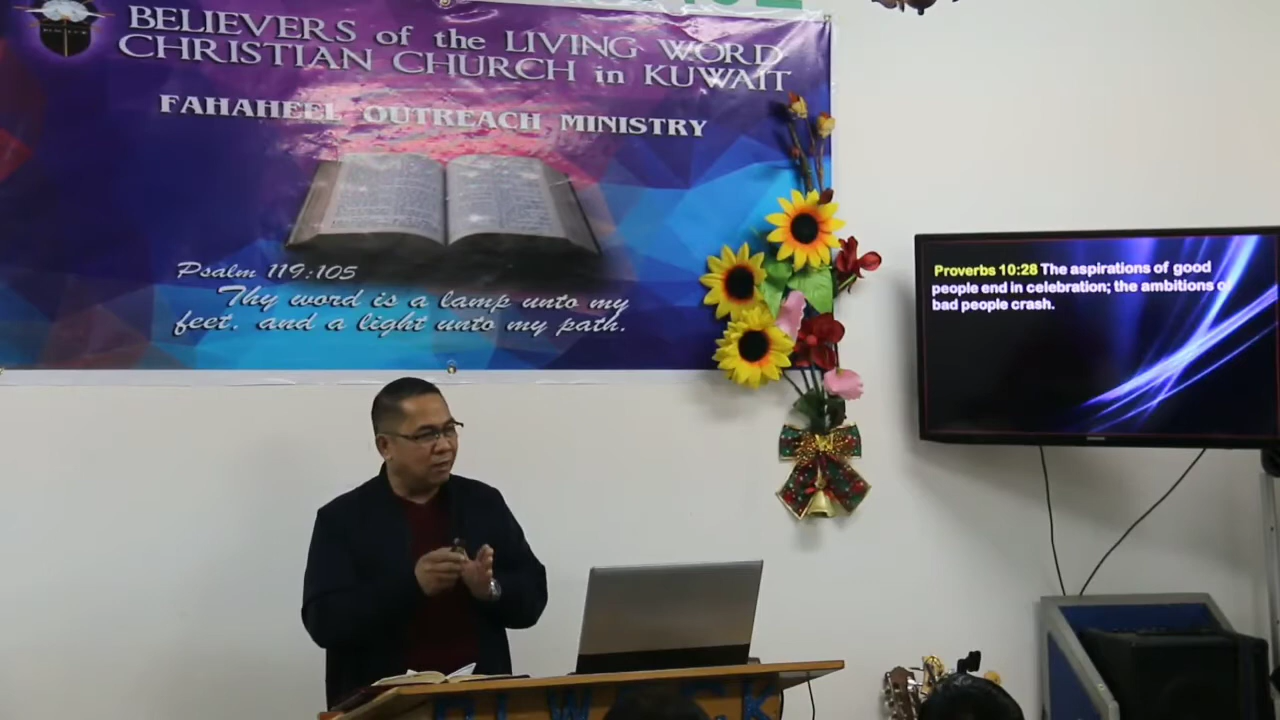 BELIEVERS of the LIVING WORD
CHRISTIAN CHURCH in KUWAIT
FAHAHEEL OUTREACH MINISTRY
Psalm 119:105
Thy word is a lamp unto my
feet, and a light unto my path.
Proverbs 10:28 The aspirations of good
people end in celebration; the ambitions of
bad people crash.